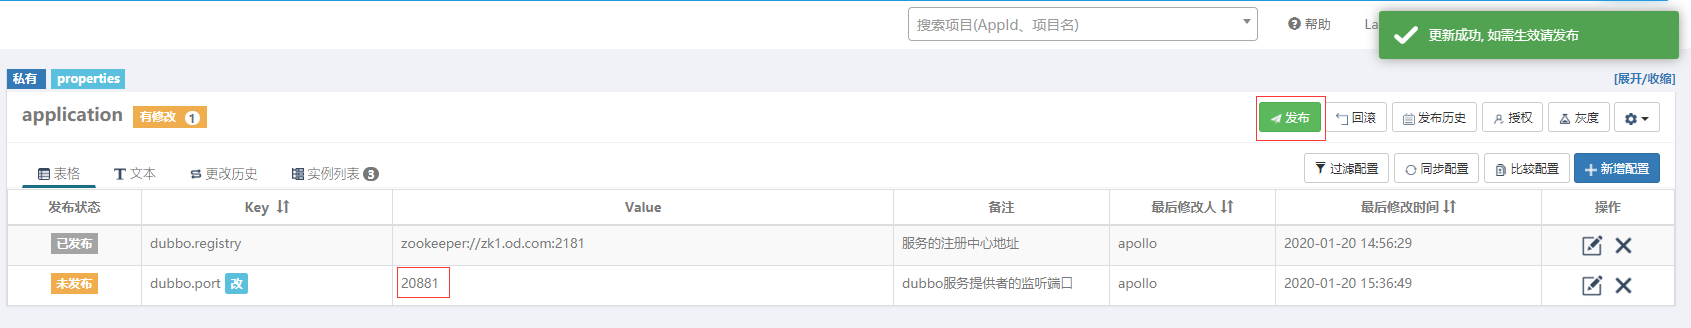 搜索项目(AppId、项目名)
帮助
La
更新成功, 如需生效请发布
私有 properties
[展开/收缩]
application 有修改 1
发布 回滚 发布历史 授权 灰度
表格 文本 更改历史 实例列表 3
过滤配置 同步配置 比较配置 新增配置
发布状态 Key Value 备注 最后修改人 最后修改时间 操作
已发布 dubbo.registry zookeeper://zk1.od.com:2181 服务的注册中心地址 apollo 2020-01-20 14:56:29
未发布 dubbo.port 改 20881 dubbo服务提供者的监听端口 apollo 2020-01-20 15:36:49